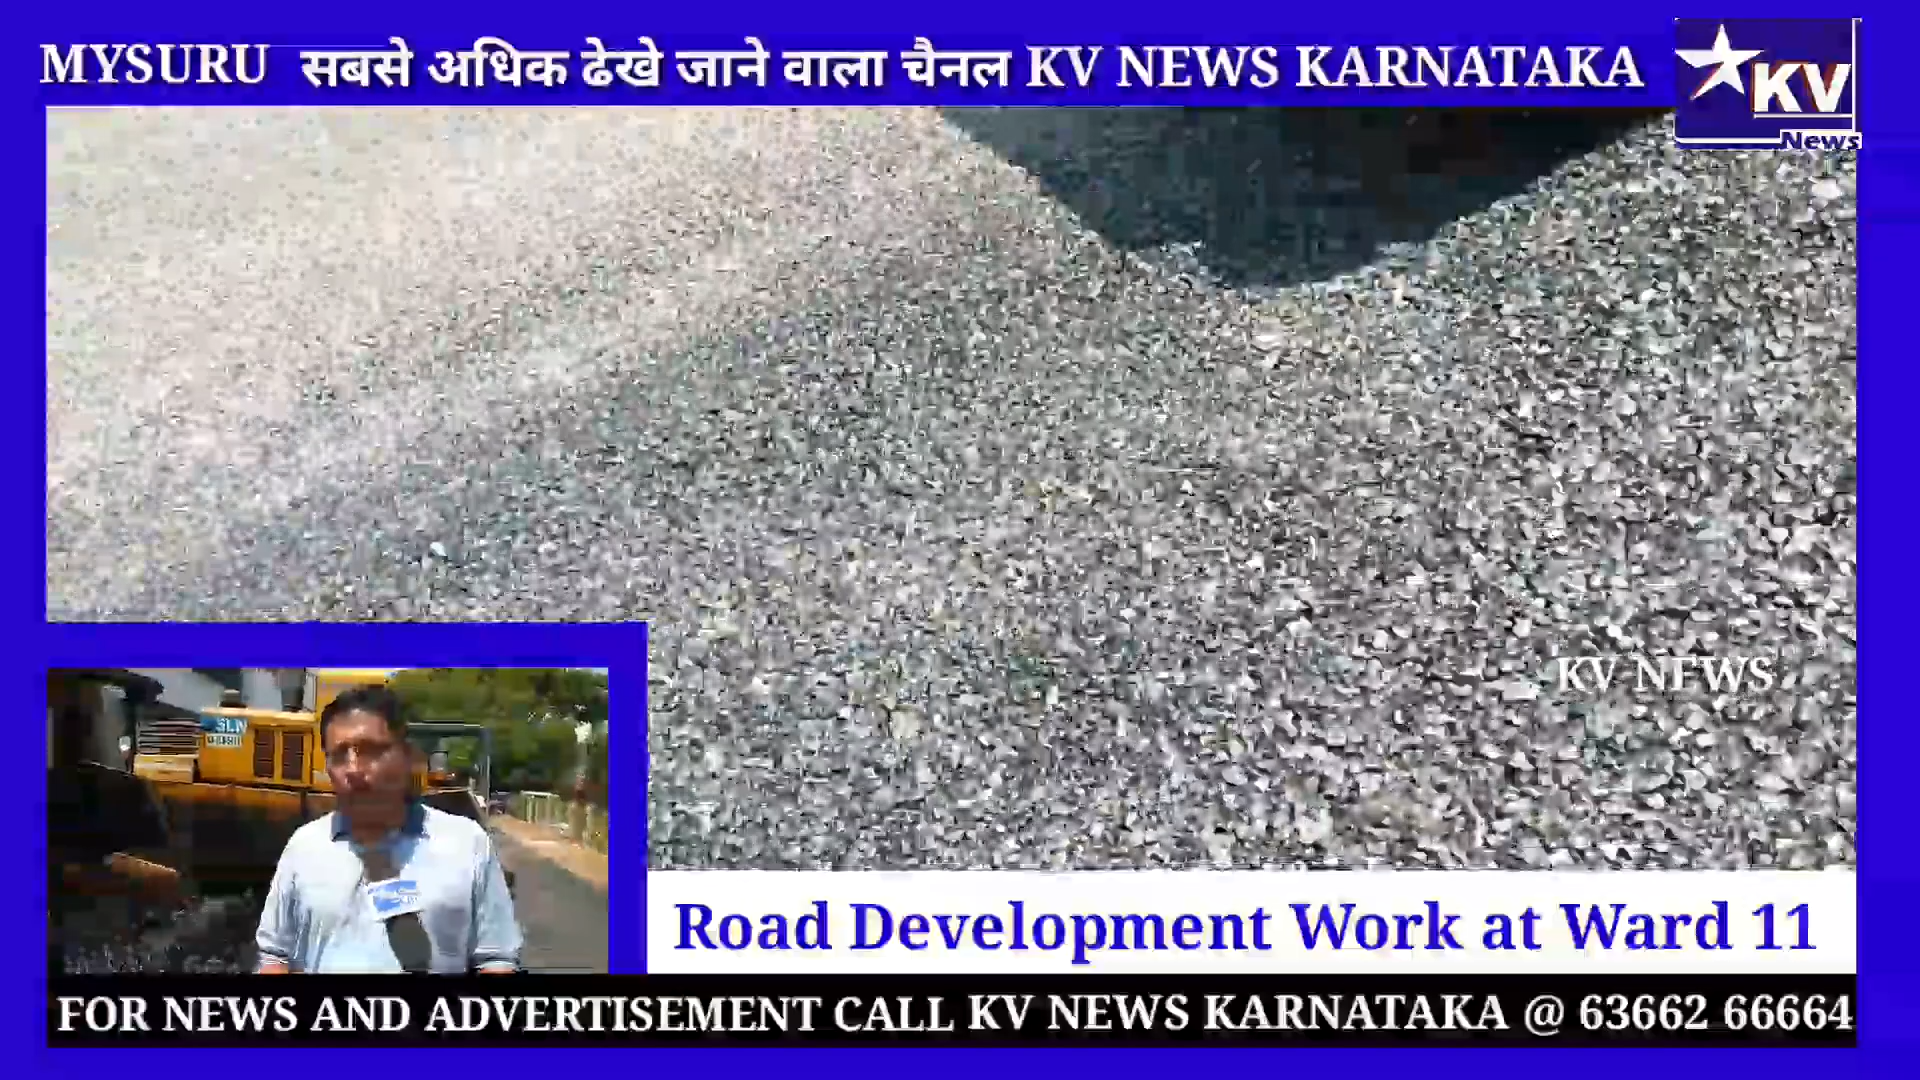 MYSURU सबसे अधिक ढेखे जाने वाला चैनल KV NEWS KARNATAKA
KV
News
KV NEWS
SLN
Road Development Work at Ward 11
FOR NEWS AND ADVERTISEMENT CALL KV NEWS KARNATAKA @ 63662 66664